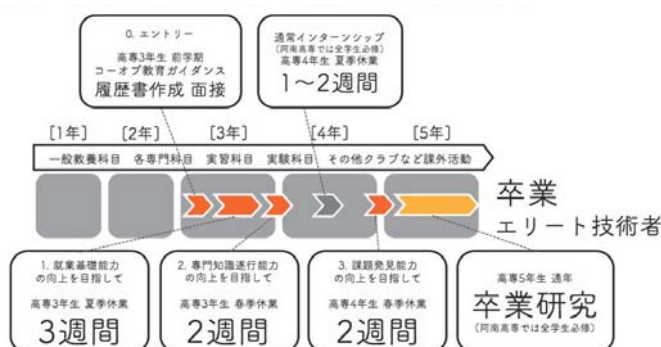 0. エントリー
高専3年生 前学期
コーオプ教育ガイダンス
履歴書作成 面接
通常インターンシップ
(阿南高専では全学生必修)
高専4年生 夏季休業
1～2週間
[1年] [2年] [3年] [4年] [5年]
一般教養科目 各専門科目 実習科目 実験科目 その他クラブなど課外活動
卒業
エリート技術者
1. 就業基礎能力
の向上を目指して
高専3年生 夏季休業
3週間
2. 専門知識遂行能力
の向上を目指して
高専3年生 春季休業
2週間
3. 課題発見能力
の向上を目指して
高専4年生 春季休業
2週間
高専5年生 通年
卒業研究
(阿南高専では全学生必修)